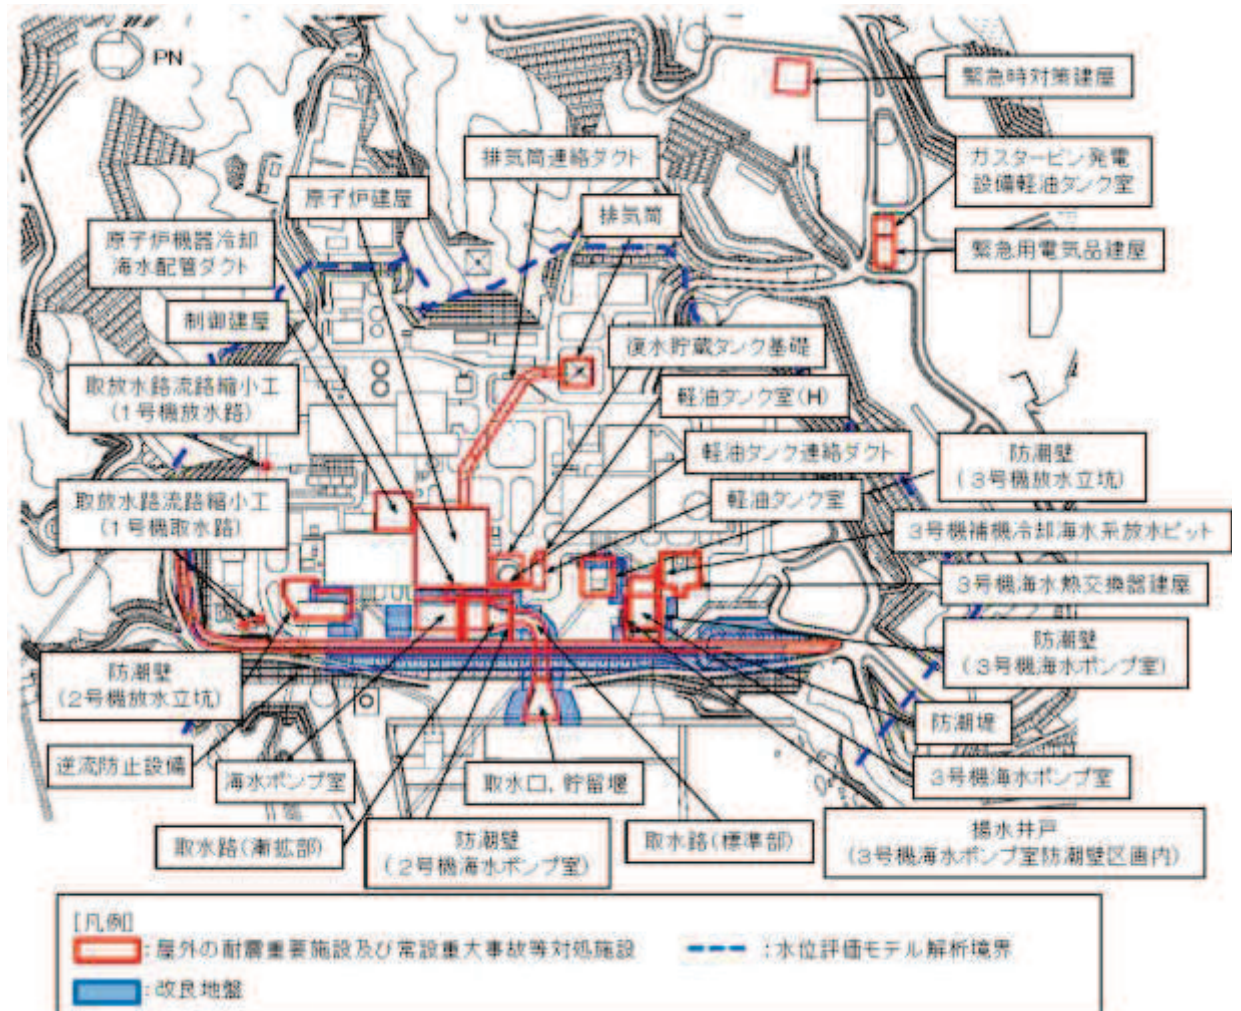 PN
緊急時対策建屋
ガスタービン発電
設備軽油タンク室
緊急用電気品建屋
排気筒連絡ダクト
原子炉建屋
排気筒
原子炉機器冷却
海水配管ダクト
制御建屋
復水貯蔵タンク基礎
取放水路流路縮小工
(1号機放水路)
軽油タンク室(H)
軽油タンク連絡ダクト
防潮壁
(3号機放水立坑)
軽油タンク室
取放水路流路縮小工
(1号機取水路)
3号機補機冷却海水系放水ピット
3号機海水熱交換器建屋
防潮壁
(3号機海水ポンプ室)
防潮壁
(2号機放水立坑)
防潮堤
逆流防止設備
海水ポンプ室
取水口,貯留堰
3号機海水ポンプ室
取水路(漸拡部)
防潮壁
(2号機海水ポンプ室)
取水路(標準部)
揚水井戸
(3号機海水ポンプ室防潮壁区画内)
[凡例]
:屋外の耐震重要施設及び常設重大事故等対処施設
:水位評価モデル解析境界
:改良地盤